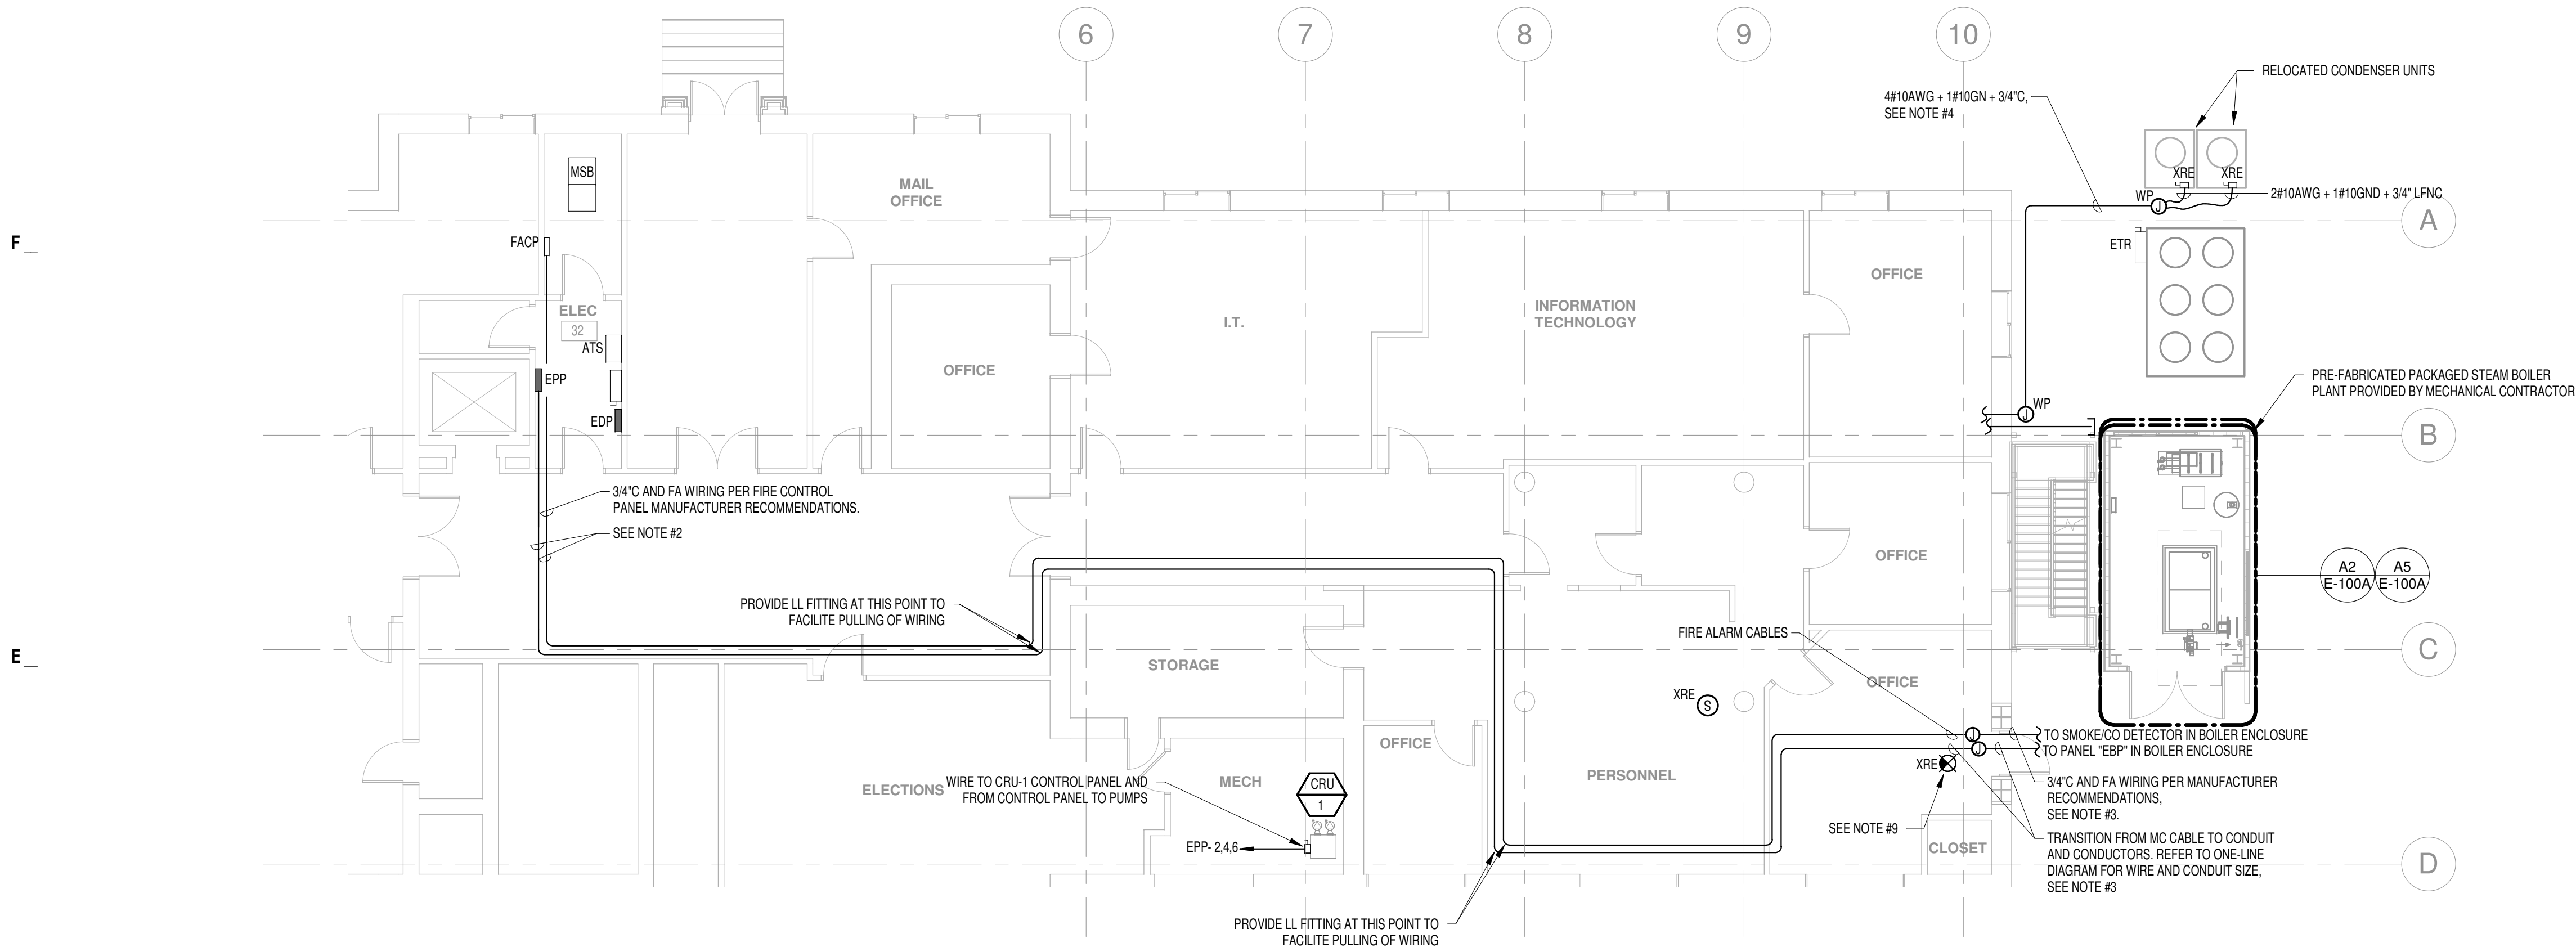 6
7
8
9
10
RELOCATED CONDENSER UNITS
4#10AWG + 1#10GN + 3/4"C,
SEE NOTE #4
MSB
MAIL
OFFICE
XRE
XRE
WP
J
2#10AWG + 1#10GND + 3/4" LFNC
A
F
FACP
ETR
OFFICE
ELEC
32
INFORMATION
TECHNOLOGY
I.T.
ATS
OFFICE
EPP
PRE-FABRICATED PACKAGED STEAM BOILER
PLANT PROVIDED BY MECHANICAL CONTRACTOR
EDP
WP
J
B
3/4"C AND FA WIRING PER FIRE CONTROL
PANEL MANUFACTURER RECOMMENDATIONS.
SEE NOTE #2
OFFICE
A2
E-100A
A5
E-100A
PROVIDE LL FITTING AT THIS POINT TO
FACILITE PULLING OF WIRING
FIRE ALARM CABLES
E
STORAGE
C
OFFICE
XRE
S
OFFICE
J
TO SMOKE/CO DETECTOR IN BOILER ENCLOSURE
J
TO PANEL "EBP" IN BOILER ENCLOSURE
XRE
PERSONNEL
ELECTIONS
WIRE TO CRU-1 CONTROL PANEL AND
FROM CONTROL PANEL TO PUMPS
MECH
CRU
1
3/4"C AND FA WIRING PER MANUFACTURER
RECOMMENDATIONS,
SEE NOTE #3.
SEE NOTE #9
EPP- 2,4,6
CLOSET
TRANSITION FROM MC CABLE TO CONDUIT
AND CONDUCTORS. REFER TO ONE-LINE
DIAGRAM FOR WIRE AND CONDUIT SIZE,
SEE NOTE #3
D
PROVIDE LL FITTING AT THIS POINT TO
FACILITE PULLING OF WIRING